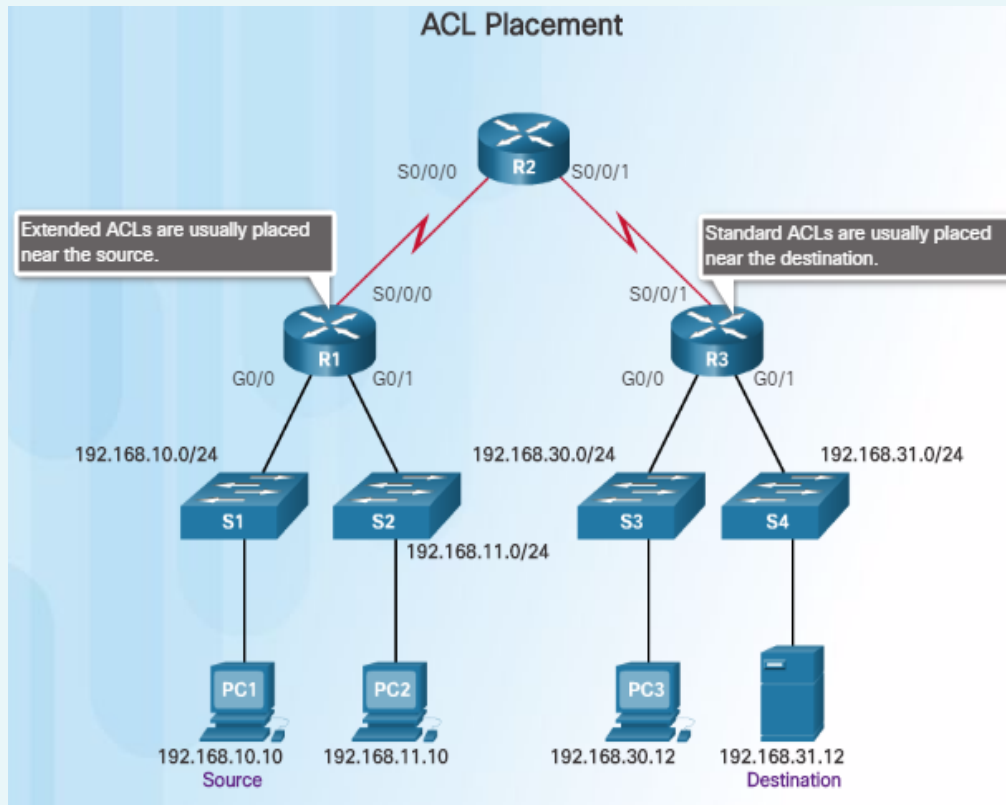 ACL Placement
R2
S0/0/0
S0/0/1
Extended ACLs are usually placed
near the source.
Standard ACLs are usually placed
near the destination.
S0/0/0
S0/0/1
R1
R3
G0/0
G0/1
G0/0
G0/1
192.168.10.0/24
192.168.30.0/24
192.168.31.0/24
S1
S2
S3
S4
192.168.11.0/24
PC1
PC2
PC3
192.168.10.10
192.168.11.10
192.168.30.12
192.168.31.12
Source
Destination